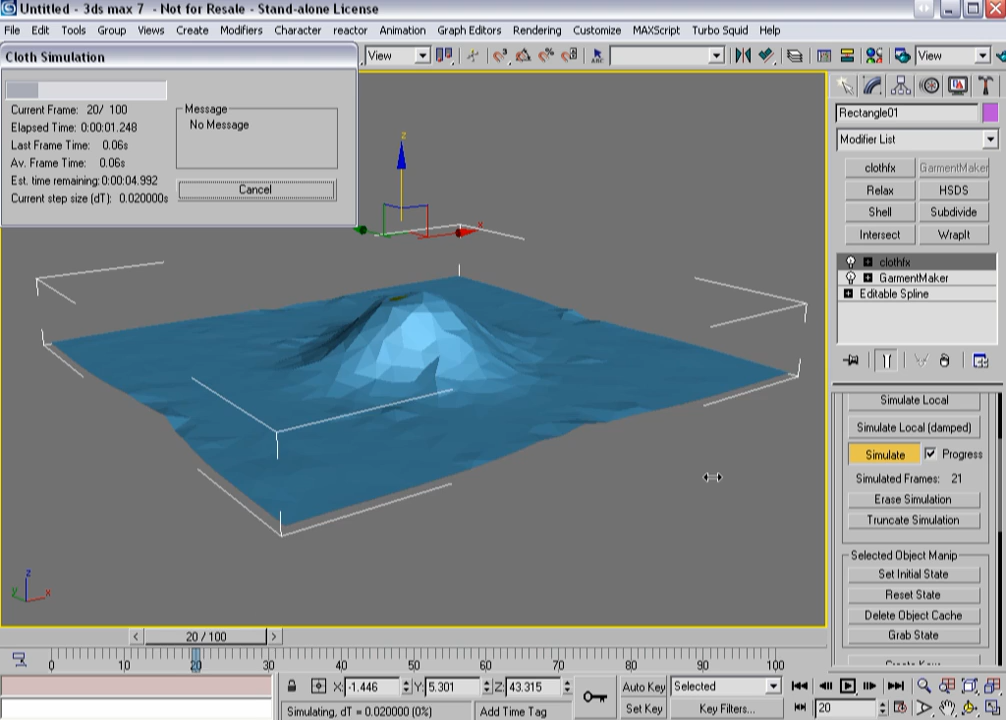 Untitled - 3ds max 7 - Not for Resale - Stand-alone License
File Edit Tools Group Views Create Modifiers Character reactor Animation Graph Editors Rendering Customize MAXScript Turbo Squid Help
Cloth Simulation
View
View
Current Frame: 20/ 100
Elapsed Time: 0:00:01.248
Last Frame Time: 0.06s
Av. Frame Time: 0.06s
Est. time remaining: 0:00:04.992
Current step size (dT): 0.020000s
Message
No Message
Cancel
Rectangle01
Modifier List
clothfx GarmentMaker
Relax HSDS
Shell Subdivide
Intersect WrapIt
clothfx
GarmentMaker
Editable Spline
z
x
Simulate Local
Simulate Local (damped)
Simulate Progress
Simulated Frames: 21
Erase Simulation
Truncate Simulation
Selected Object Manip
Set Initial State
Reset State
Delete Object Cache
Grab State
z
y x
< 20 / 100 >
0 10 20 30 40 50 60 70 80 90 100
X: -1.446 Y: 5.301 Z: 43.315 Auto Key Selected
Simulating, dT = 0.020000 (0%) Add Time Tag Set Key Key Filters... 20